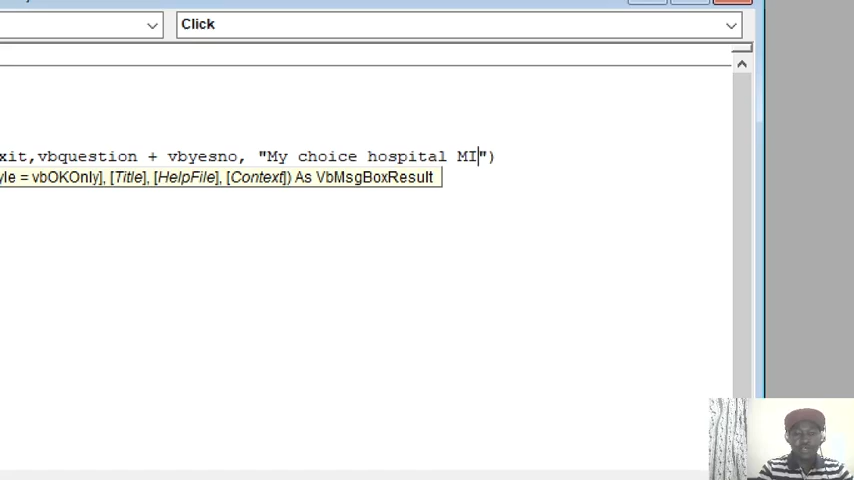 Click
xit,vbquestion + vbyesno, "My choice hospital MI")
yle = vbOKOnly], [Title], [HelpFile], [Context]) As VbMsgBoxResult